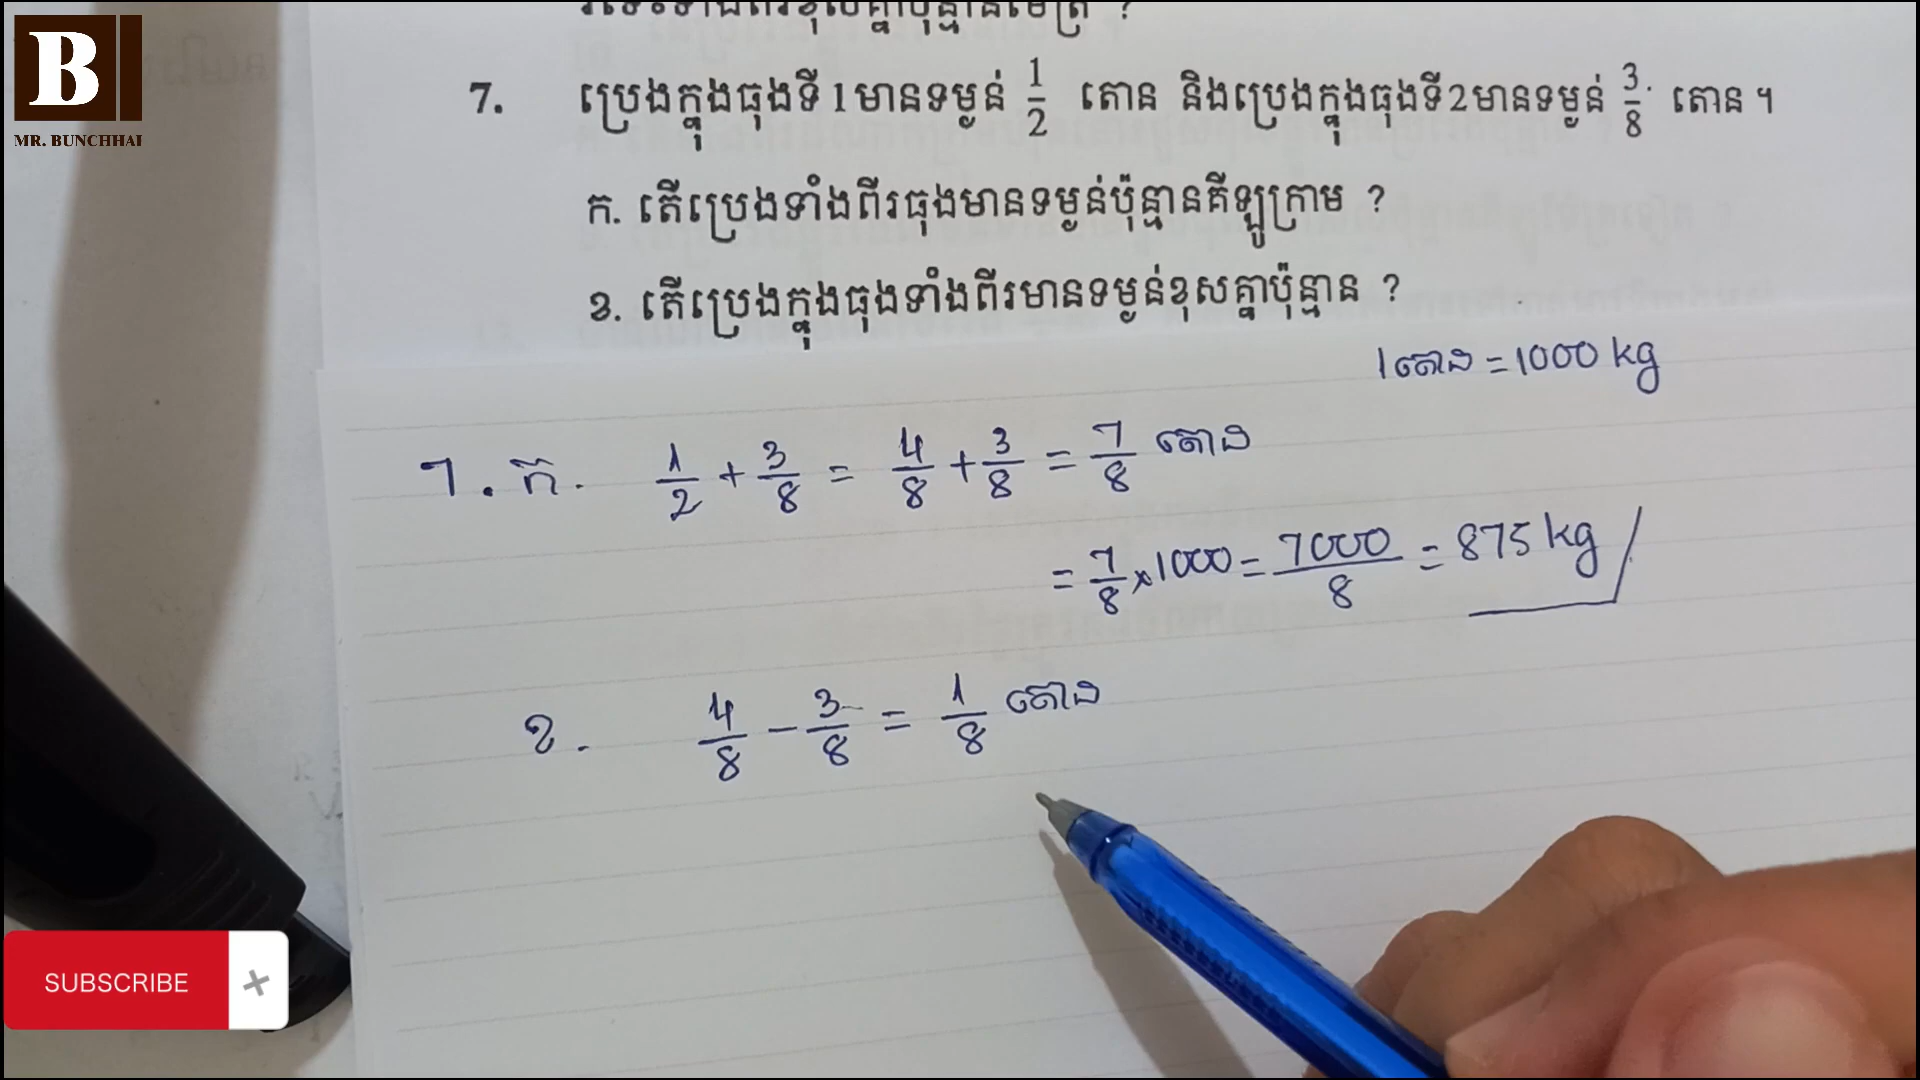 B
MR. BUNCHHAI
7. ប្រេងក្នុងធុងទី1មានទម្ងន់ 1/2 តោន និងប្រេងក្នុងធុងទី2មានទម្ងន់ 3/8 តោន ។
ក. តើប្រេងទាំងពីរធុងមានទម្ងន់ប៉ុន្មានគីឡូក្រាម ?
ខ. តើប្រេងក្នុងធុងទាំងពីរមានទម្ងន់ខុសគ្នាប៉ុន្មាន ?
1តោន = 1000 kg
7. ក. 1/2 + 3/8 = 4/8 + 3/8 = 7/8 តោន
= 7/8 × 1000 = 7000/8 = 875 kg
ខ. 4/8 - 3/8 = 1/8 តោន
SUBSCRIBE +